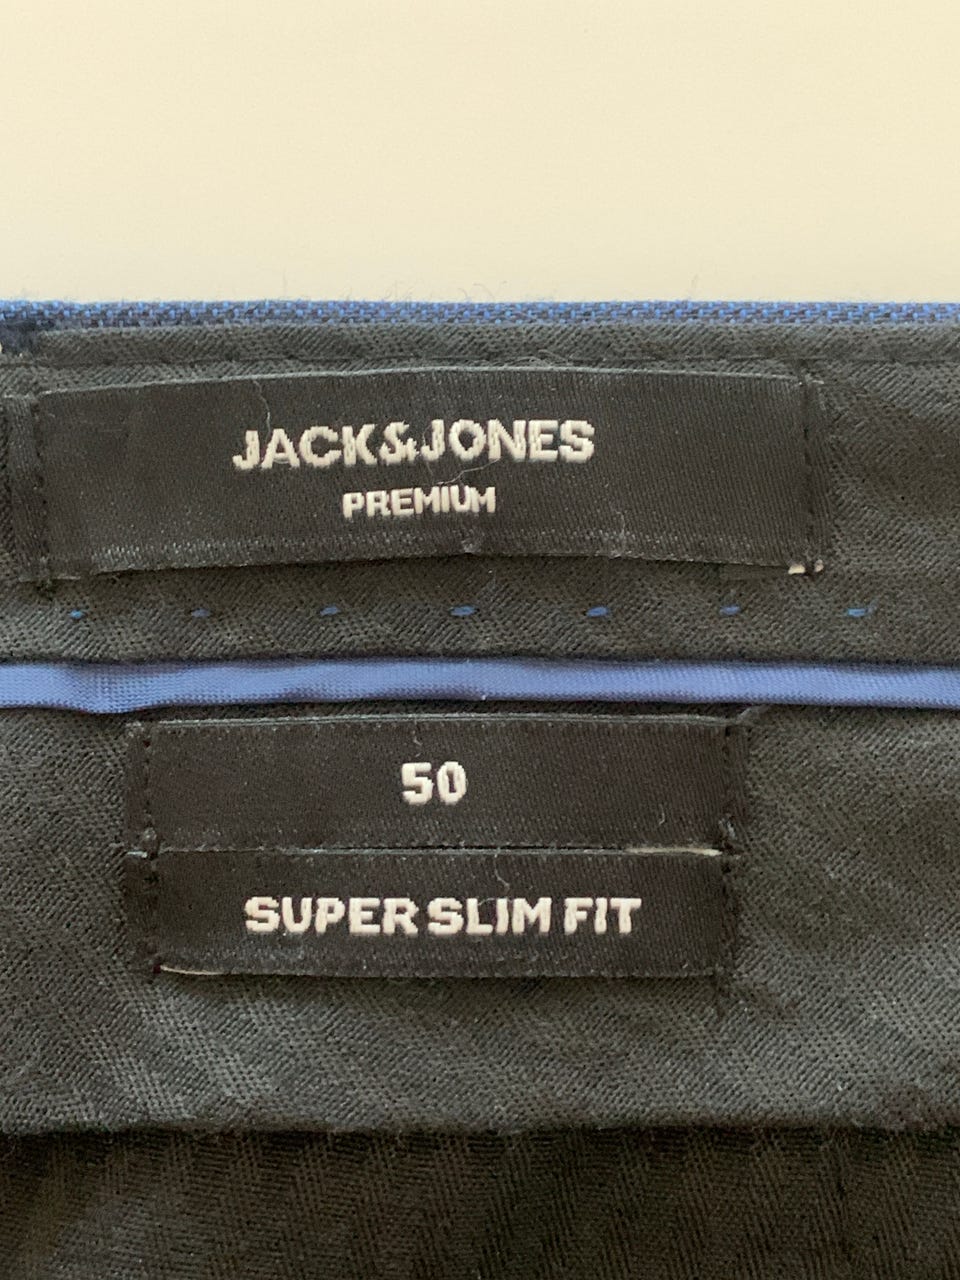 JACK&JONES
PREMIUM
50
SUPER SLIM FIT